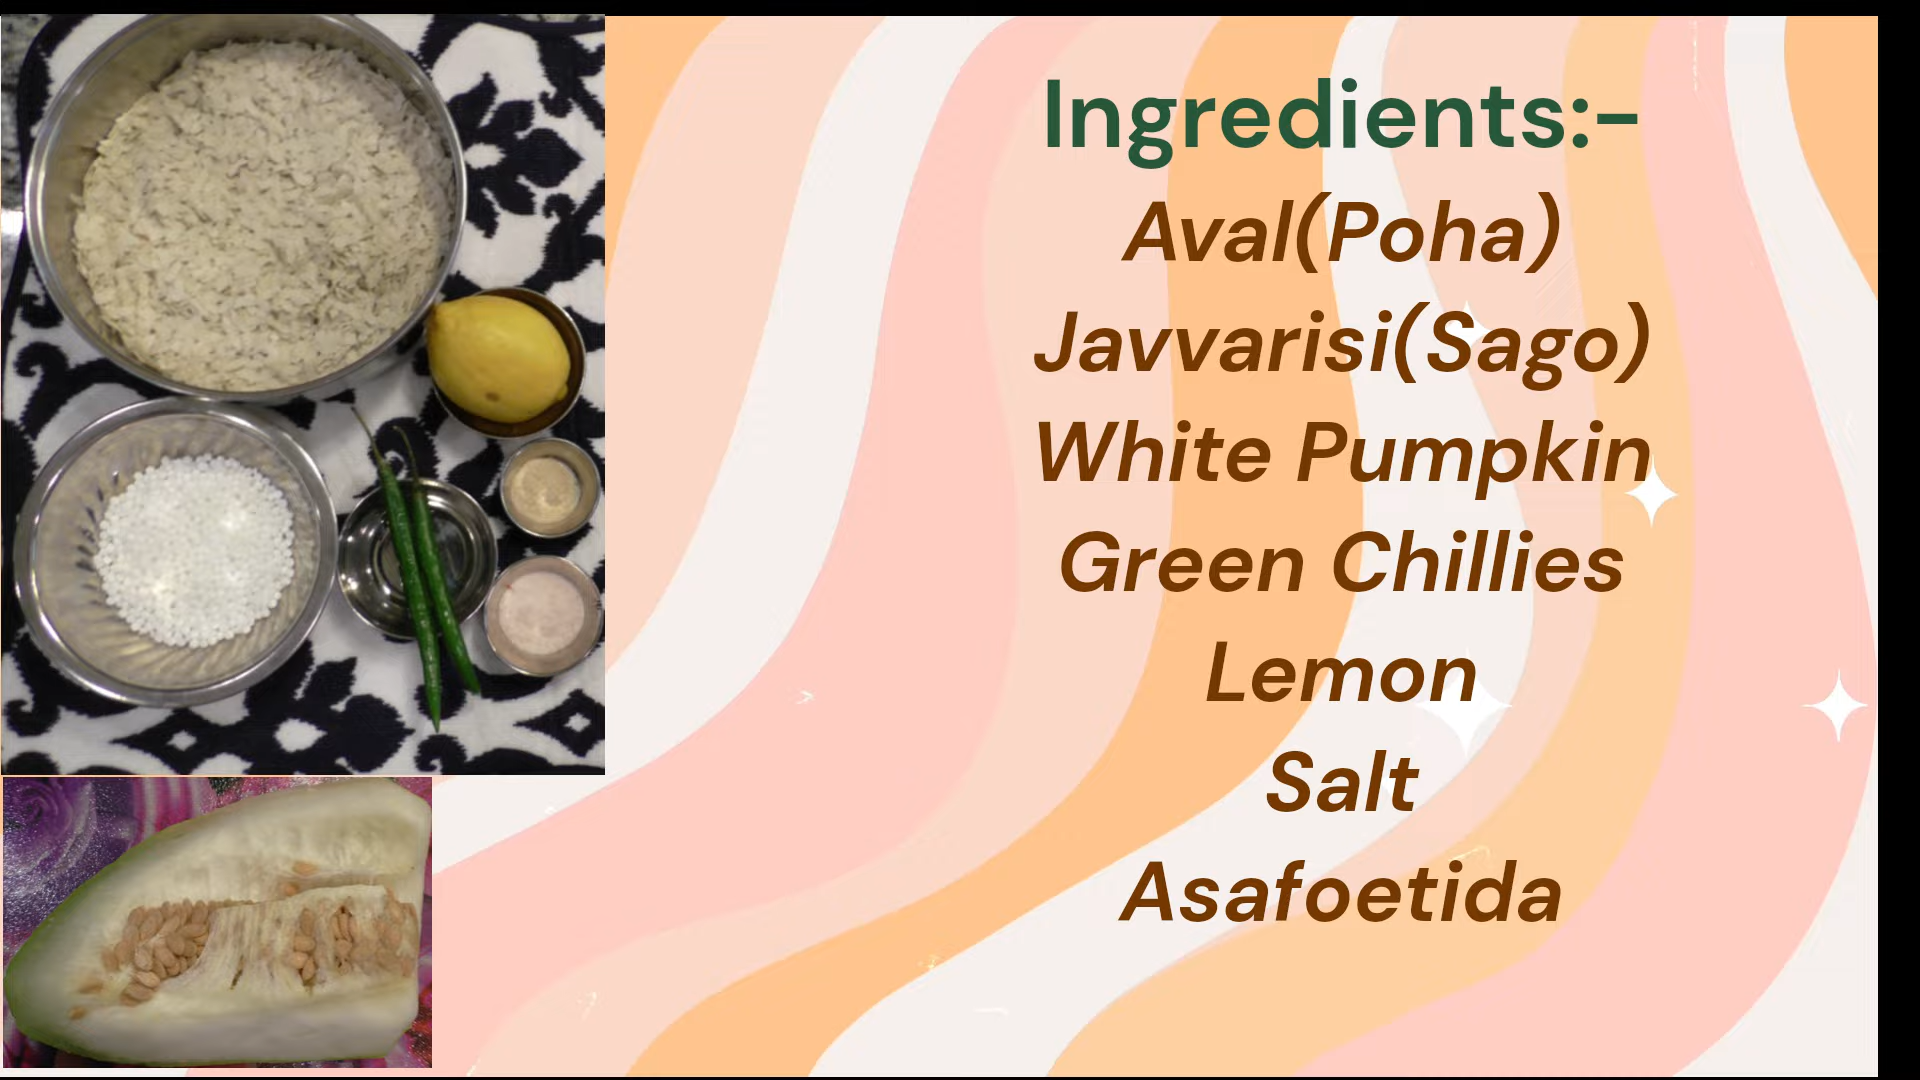 Ingredients:-
Aval(Poha)
Javvarisi(Sago)
White Pumpkin
Green Chillies
Lemon
Salt
Asafoetida